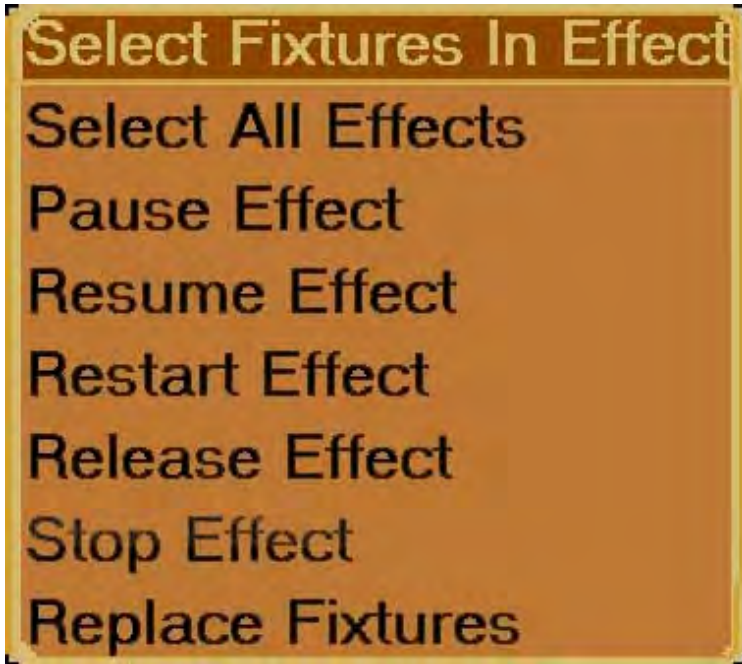 Select Fixtures In Effect
Select All Effects
Pause Effect
Resume Effect
Restart Effect
Release Effect
Stop Effect
Replace Fixtures